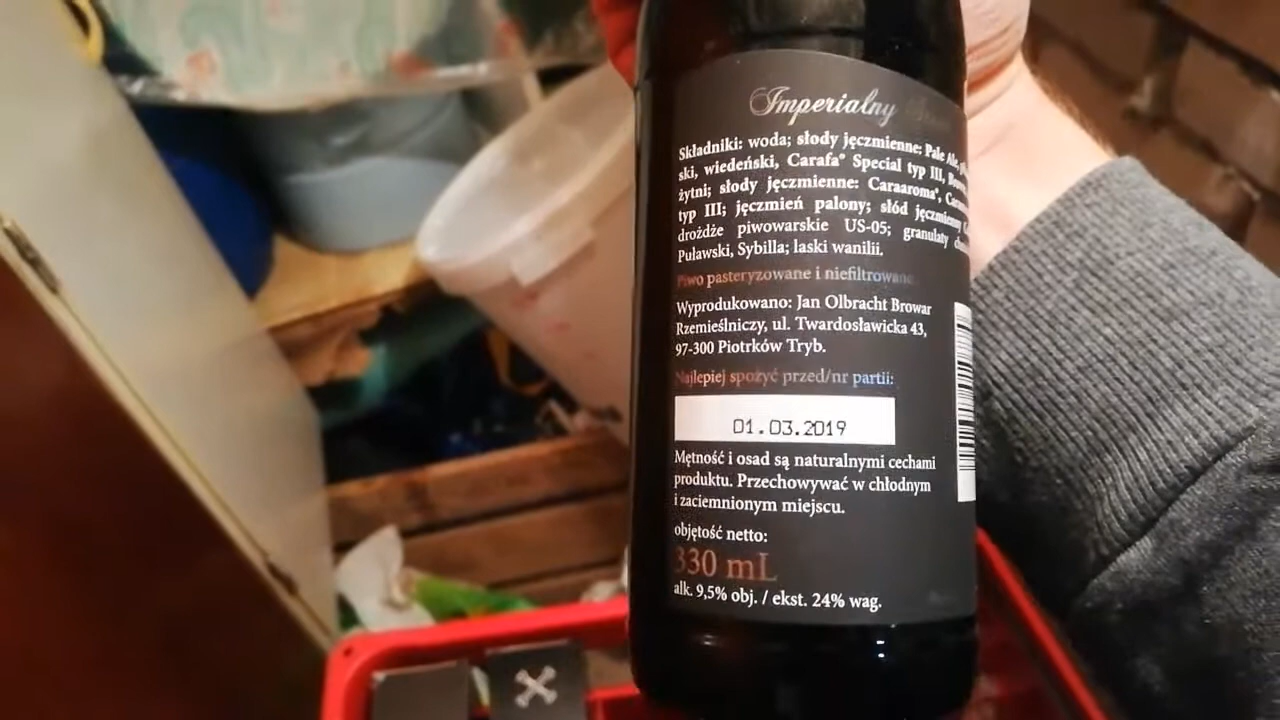 Imperialny
Składniki: woda; słody jęczmienne: Pale Ale,
ski, wiedeński, Carafa® Special typ III,
żytni; słody jęczmienne: Caraaroma®,
typ III; jęczmień palony; słód jęczmienny
drożdże piwowarskie US-05; granulaty
Puławski, Sybilla; laski wanilii.
Piwo pasteryzowane i niefiltrowane.
Wyprodukowano: Jan Olbracht Browar
Rzemieślniczy, ul. Twardosławicka 43,
97-300 Piotrków Tryb.
Najlepiej spożyć przed/nr partii:
01.03.2019
Mętność i osad są naturalnymi cechami
produktu. Przechowywać w chłodnym
i zaciemnionym miejscu.
objętość netto:
330 mL
alk. 9,5% obj. / ekst. 24% wag.